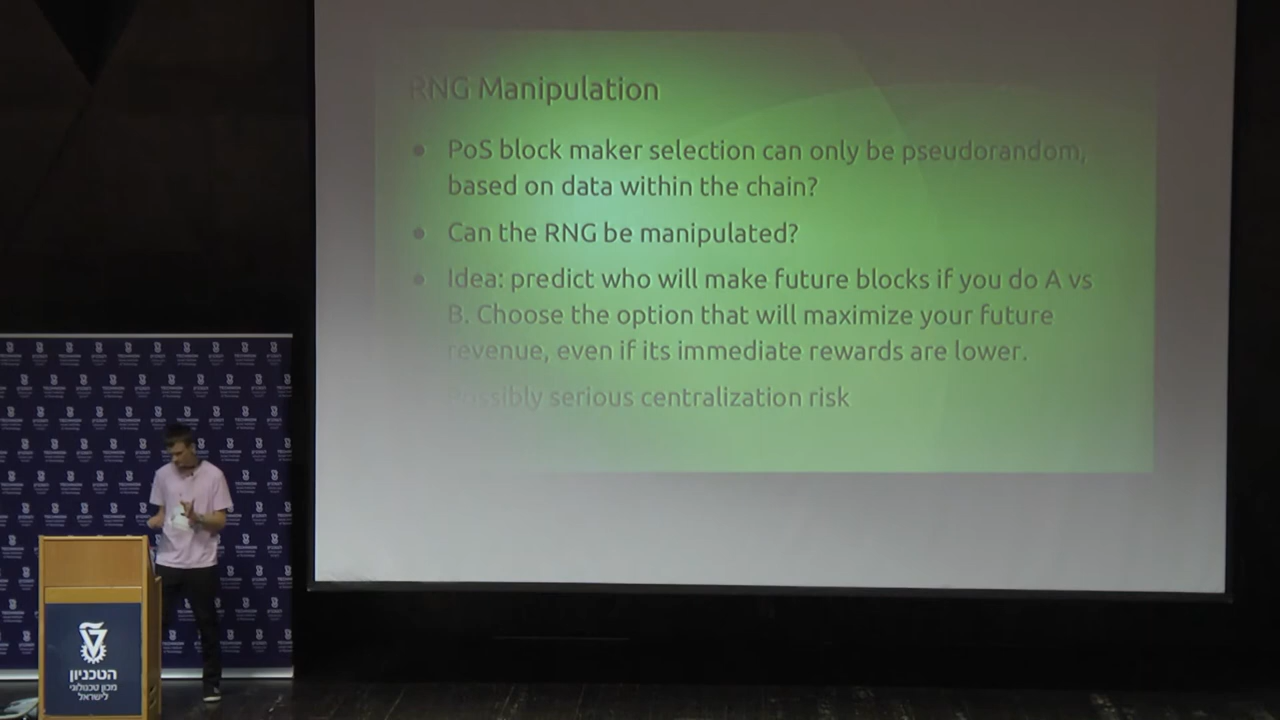 RNG Manipulation
PoS block maker selection can only be pseudorandom,
based on data within the chain?
Can the RNG be manipulated?
Idea: predict who will make future blocks if you do A vs
B. Choose the option that will maximize your future
revenue, even if its immediate rewards are lower.
Possibly serious centralization risk
הטכניון
מכון טכנולוגי
לישראל